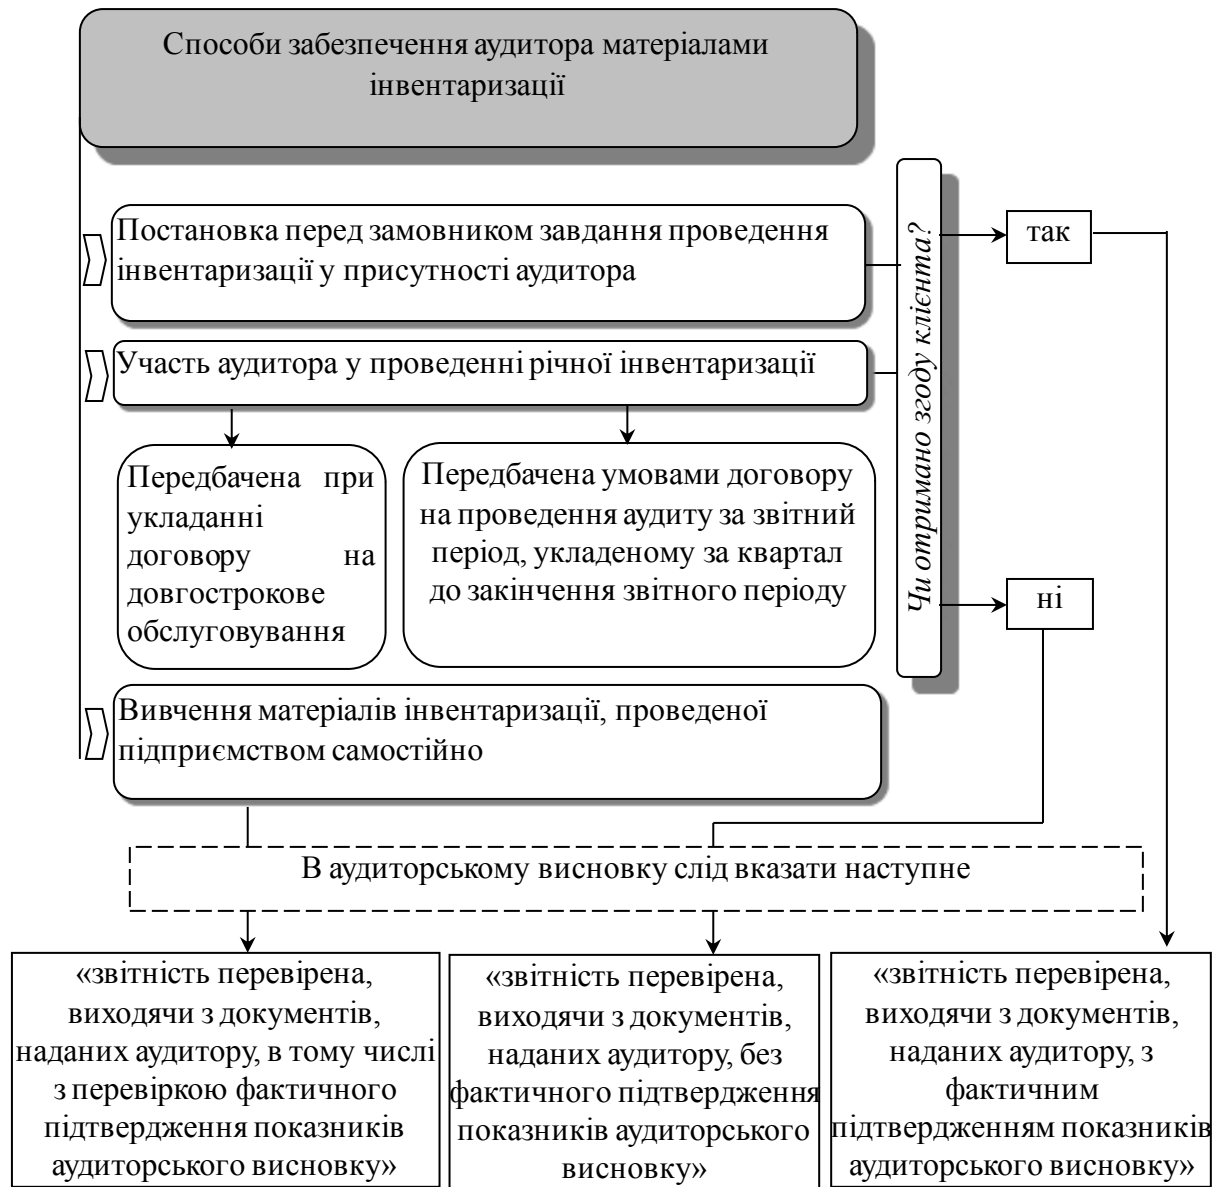 Способи забезпечення аудитора матеріалами
інвентаризації
Постановка перед замовником завдання проведення
інвентаризації у присутності аудитора
Участь аудитора у проведенні річної інвентаризації
Чи отримано згоду клієнта?
так
Передбачена при
укладанні
договору на
довгострокове
обслуговування
Передбачена умовами договору
на проведення аудиту за звітний
період, укладеному за квартал
до закінчення звітного періоду
ні
Вивчення матеріалів інвентаризації, проведеної
підприємством самостійно
В аудиторському висновку слід вказати наступне
«звітність перевірена,
виходячи з документів,
наданих аудитору, в тому числі
з перевіркою фактичного
підтвердження показників
аудиторського висновку»
«звітність перевірена,
виходячи з документів,
наданих аудитору, без
фактичного підтвердження
показників аудиторського
висновку»
«звітність перевірена,
виходячи з документів,
наданих аудитору, з
фактичним
підтвердженням показників
аудиторського висновку»